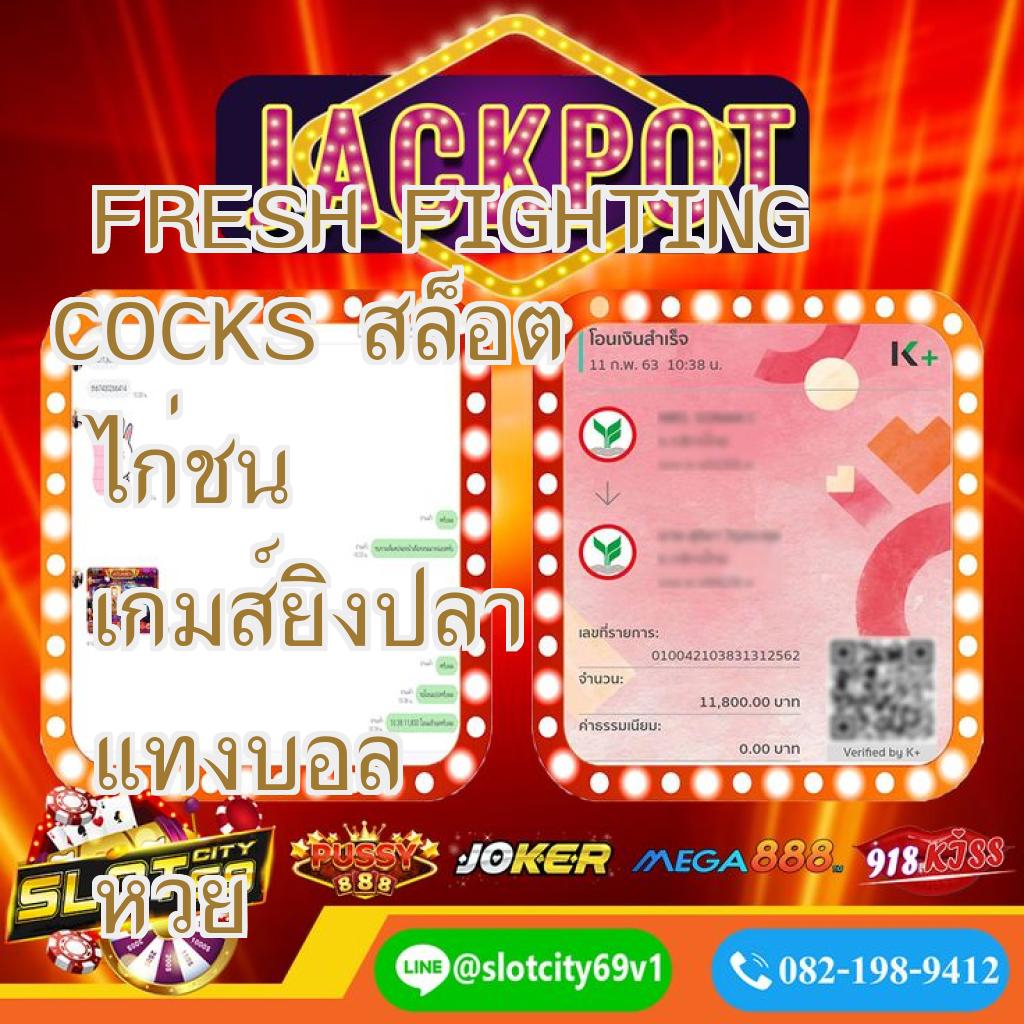 JACKPOT
FRESH FIGHTING
COCKS สล็อต
ไก่ชน
เกมส์ยิงปลา
แทงบอล
หวย
โอนเงินสำเร็จ
11 ก.พ. 63 10:38 น.
K+
เลขที่รายการ:
010042103831312562
จำนวน:
11,800.00 บาท
ค่าธรรมเนียม:
0.00 บาท
Verified by K+
SLOT CITY
PUSSY
888
JOKER
MEGA888
918KISS
LINE @slotcity69v1
082-198-9412